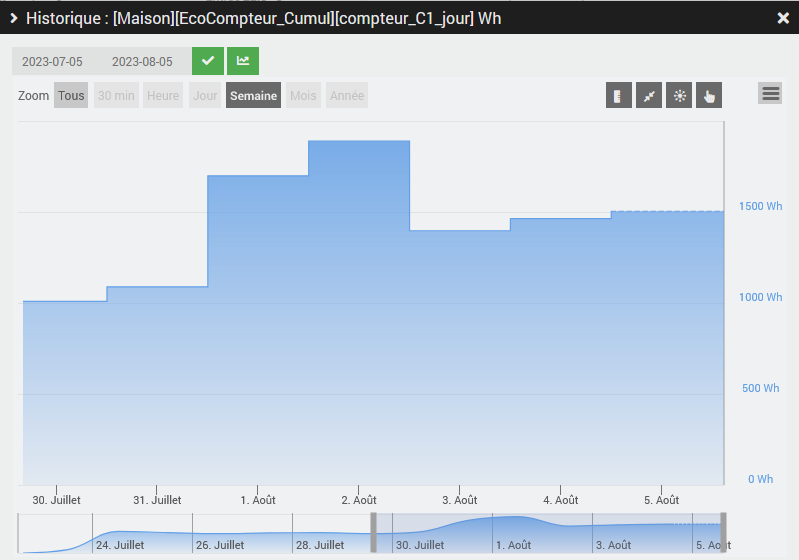 Historique : [Maison][EcoCompteur_Cumul][compteur_C1_jour] Wh
2023-07-05 2023-08-05
Zoom Tous 30 min Heure Jour Semaine Mois Année
1500 Wh
1000 Wh
500 Wh
0 Wh
30. Juillet 31. Juillet 1. Août 2. Août 3. Août 4. Août 5. Août
24. Juillet 26. Juillet 28. Juillet 30. Juillet 1. Août 3. Août 5. Août